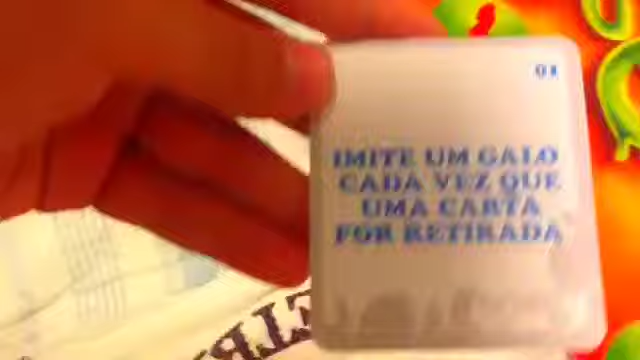 01
IMITE UM GALO
CADA VEZ QUE
UMA CARTA
FOR RETIRADA